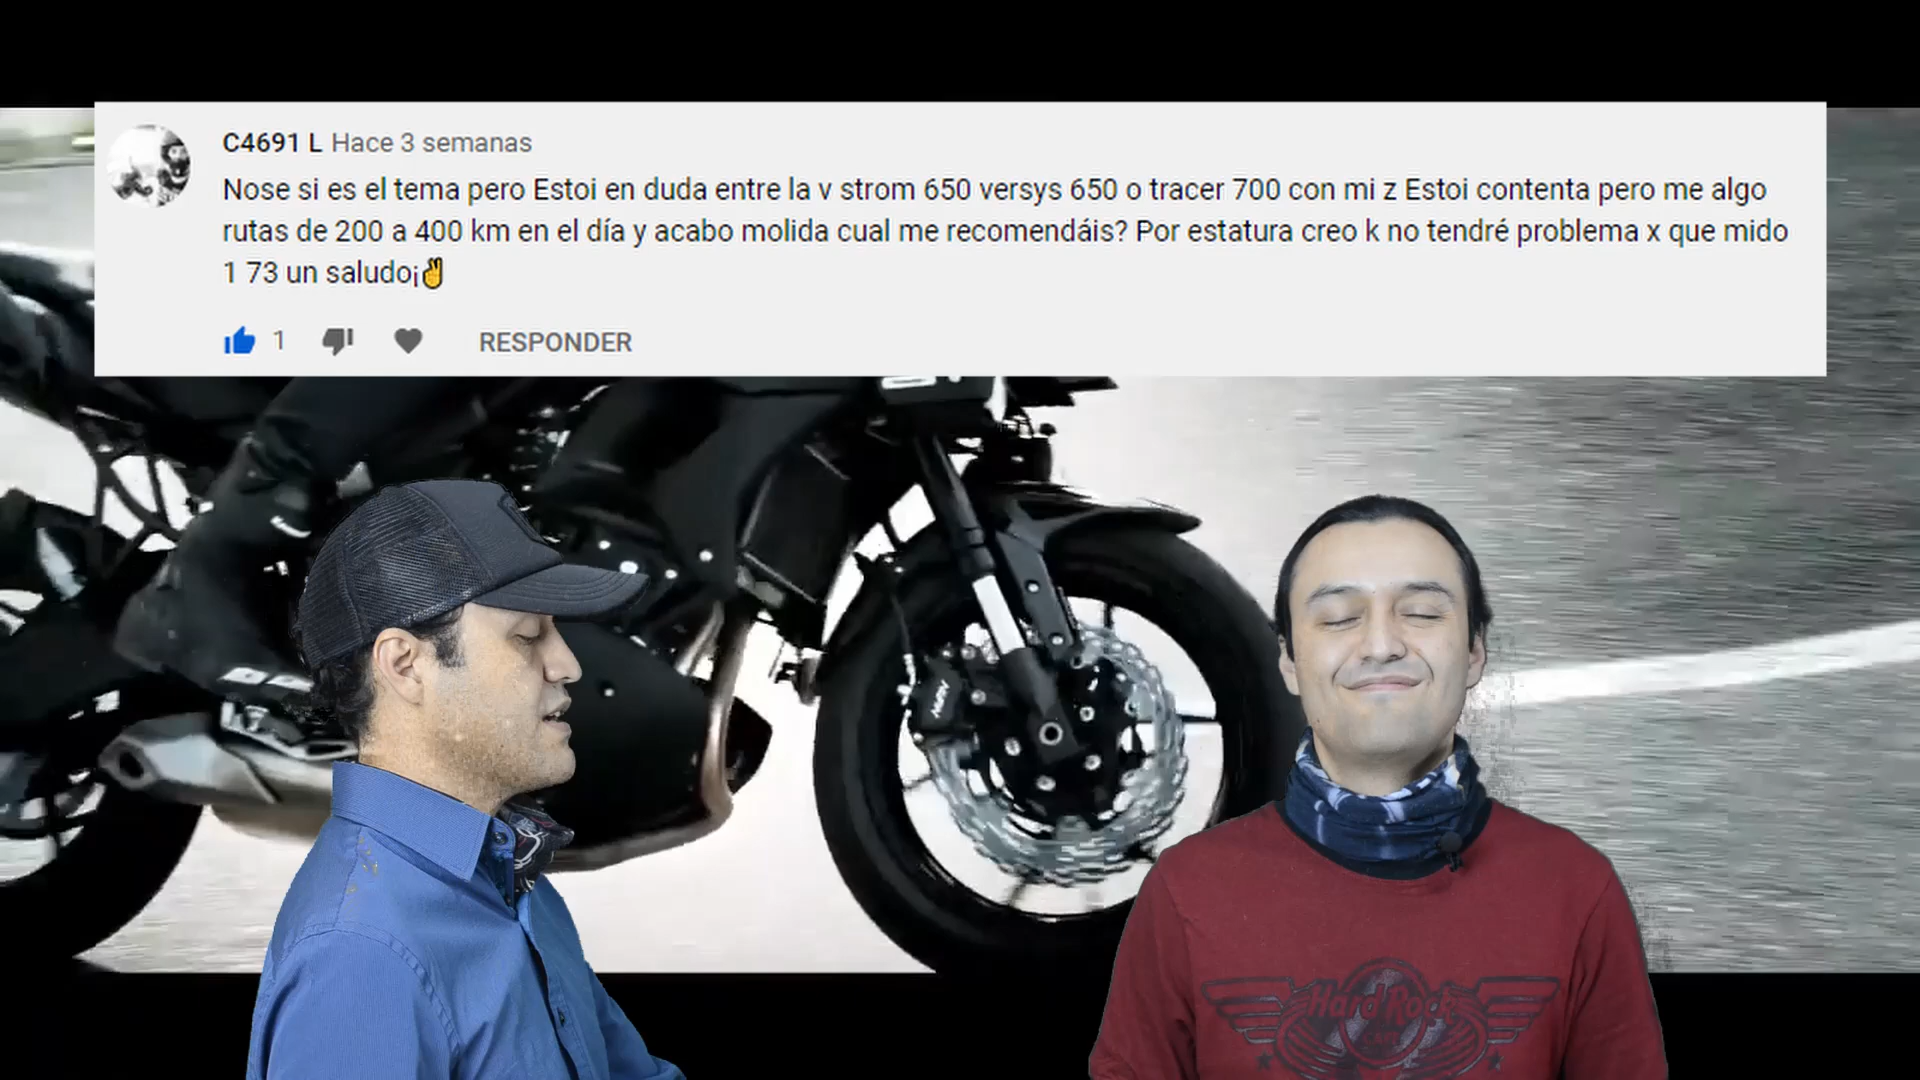 C4691 L Hace 3 semanas
Nose si es el tema pero Estoi en duda entre la v strom 650 versys 650 o tracer 700 con mi z Estoi contenta pero me algo
rutas de 200 a 400 km en el día y acabo molida cual me recomendáis? Por estatura creo k no tendré problema x que mido
1 73 un saludo¡✌
1
RESPONDER
NISSIN
Hard Rock
CAFE